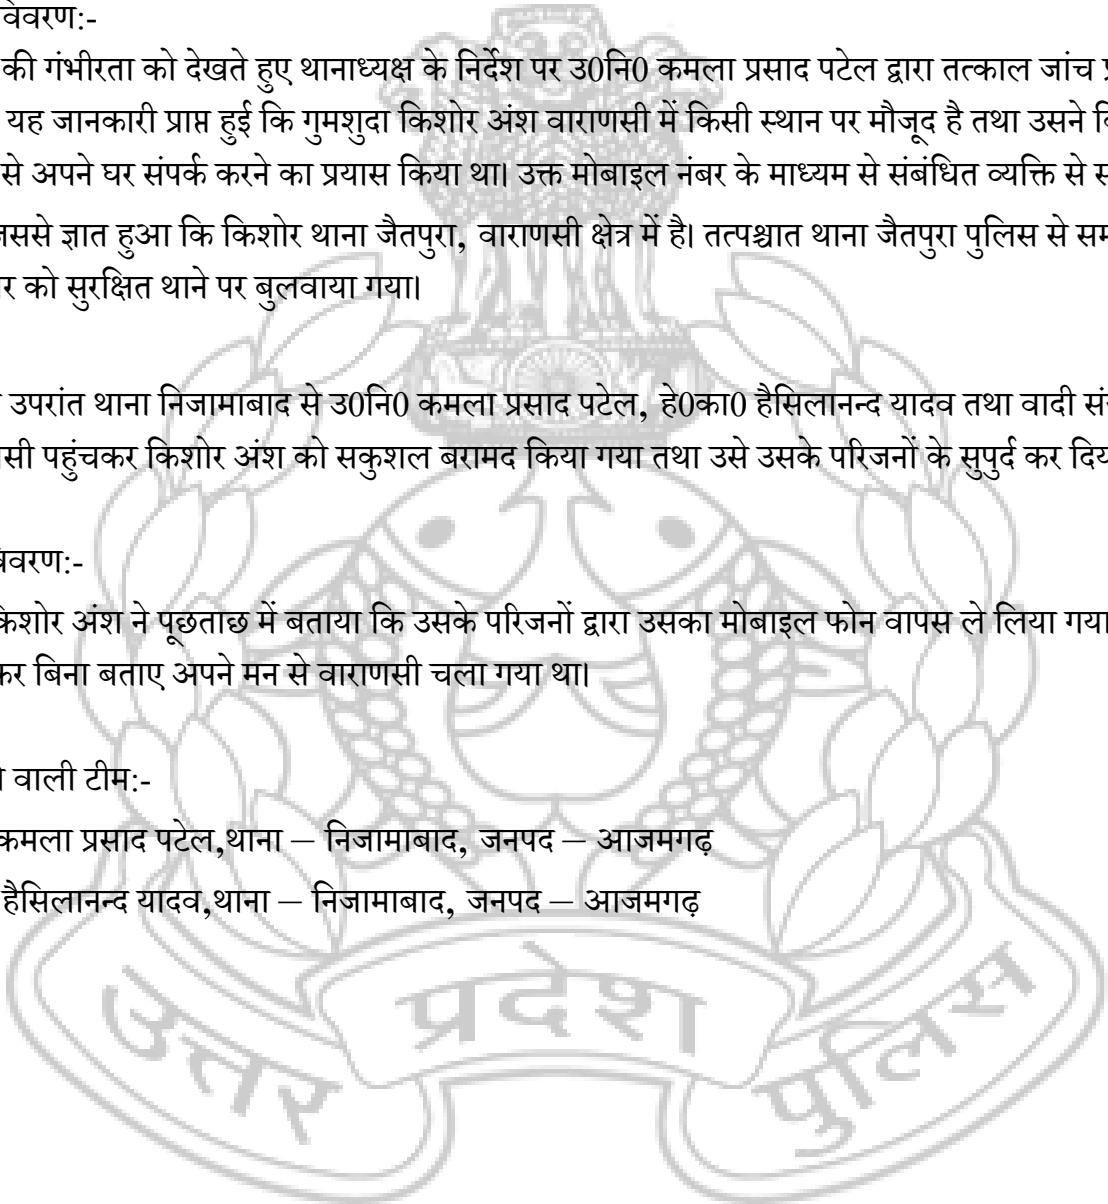 विवरण:-
की गंभीरता को देखते हुए थानाध्यक्ष के निर्देश पर उ0नि0 कमला प्रसाद पटेल द्वारा तत्काल जांच
यह जानकारी प्राप्त हुई कि गुमशुदा किशोर अंश वाराणसी में किसी स्थान पर मौजूद है तथा उसने
से अपने घर संपर्क करने का प्रयास किया था। उक्त मोबाइल नंबर के माध्यम से संबंधित व्यक्ति से
ज्ञात हुआ कि किशोर थाना जैतपुरा, वाराणसी क्षेत्र में है। तत्पश्चात थाना जैतपुरा पुलिस से
को सुरक्षित थाने पर बुलवाया गया।
उपरांत थाना निजामाबाद से उ0नि0 कमला प्रसाद पटेल, हे0का0 हैसिलानन्द यादव तथा वादी
पहुंचकर किशोर अंश को सकुशल बरामद किया गया तथा उसे उसके परिजनों के सुपुर्द कर
विवरण:-
किशोर अंश ने पूछताछ में बताया कि उसके परिजनों द्वारा उसका मोबाइल फोन वापस ले लिया गया
कर बिना बताए अपने मन से वाराणसी चला गया था।
वाली टीम:-
कमला प्रसाद पटेल,थाना – निजामाबाद, जनपद – आजमगढ़
हैसिलानन्द यादव,थाना – निजामाबाद, जनपद – आजमगढ़
उत्तर प्रदेश पुलिस